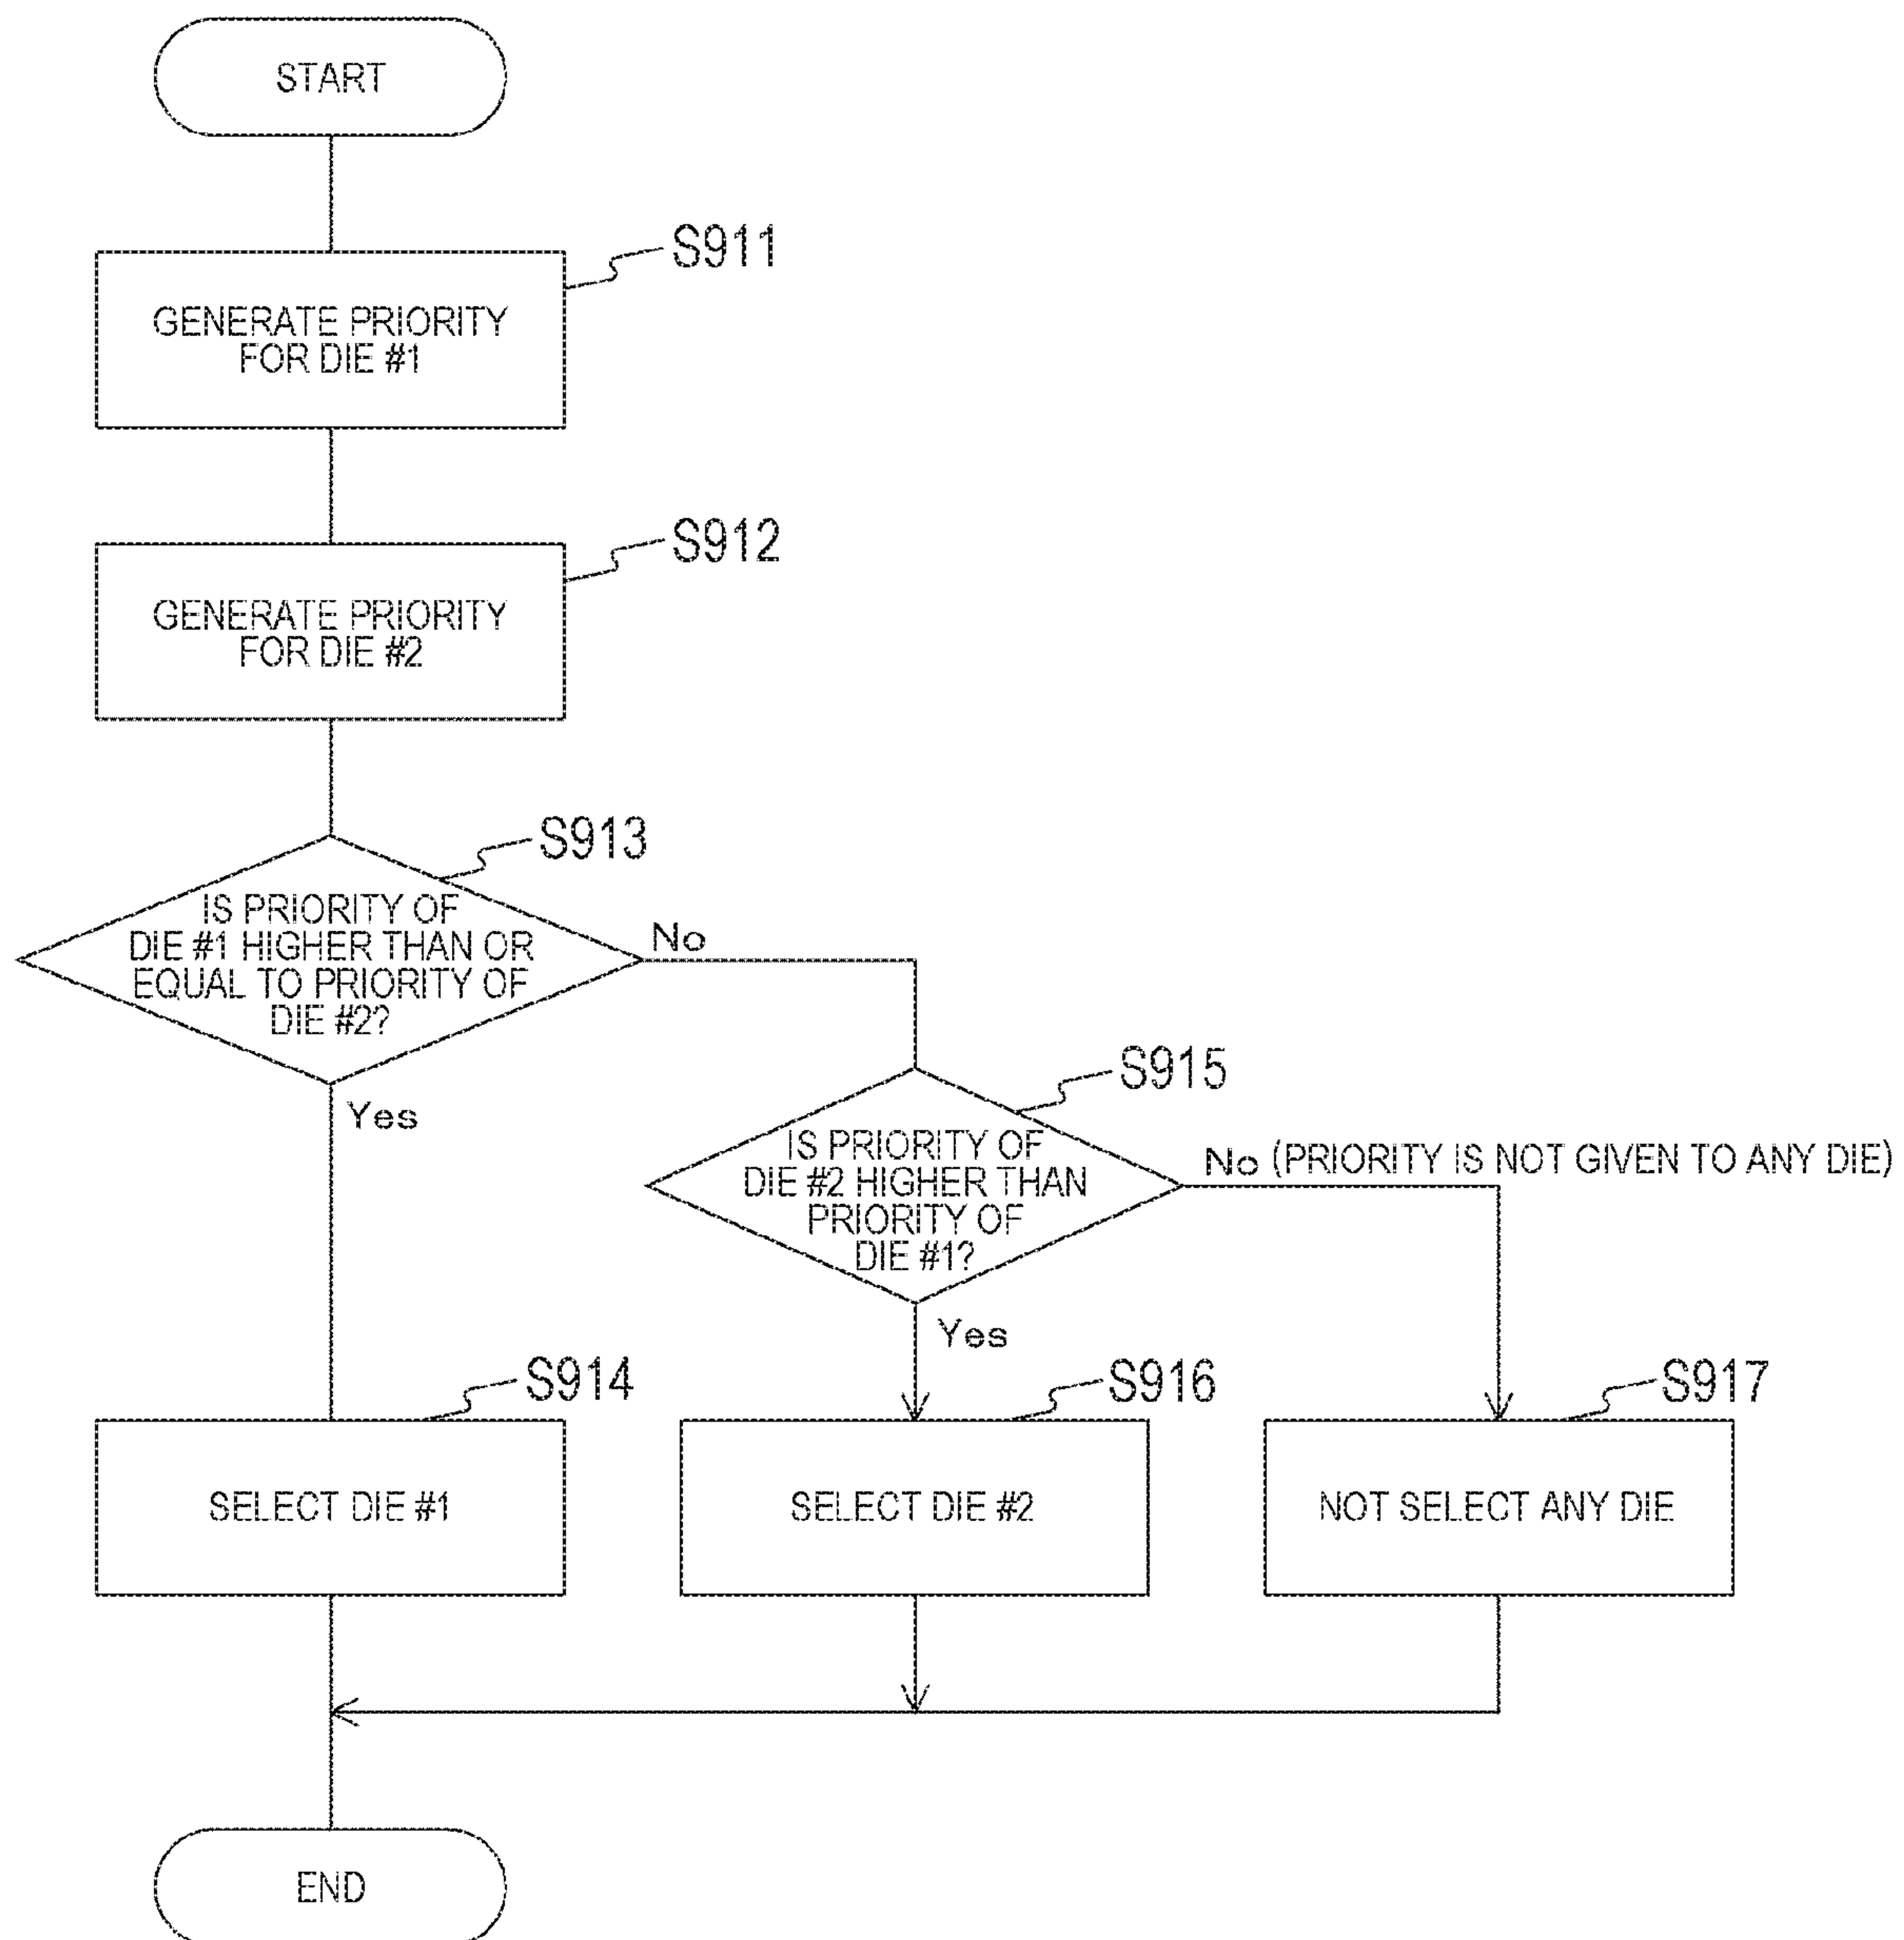 START
S911
GENERATE PRIORITY
FOR DIE #1
S912
GENERATE PRIORITY
FOR DIE #2
S913
IS PRIORITY OF
DIE #1 HIGHER THAN OR
EQUAL TO PRIORITY OF
DIE #2?
No
Yes
S915
IS PRIORITY OF
DIE #2 HIGHER THAN
PRIORITY OF
DIE #1?
No (PRIORITY IS NOT GIVEN TO ANY DIE)
Yes
S914
SELECT DIE #1
S916
SELECT DIE #2
S917
NOT SELECT ANY DIE
END